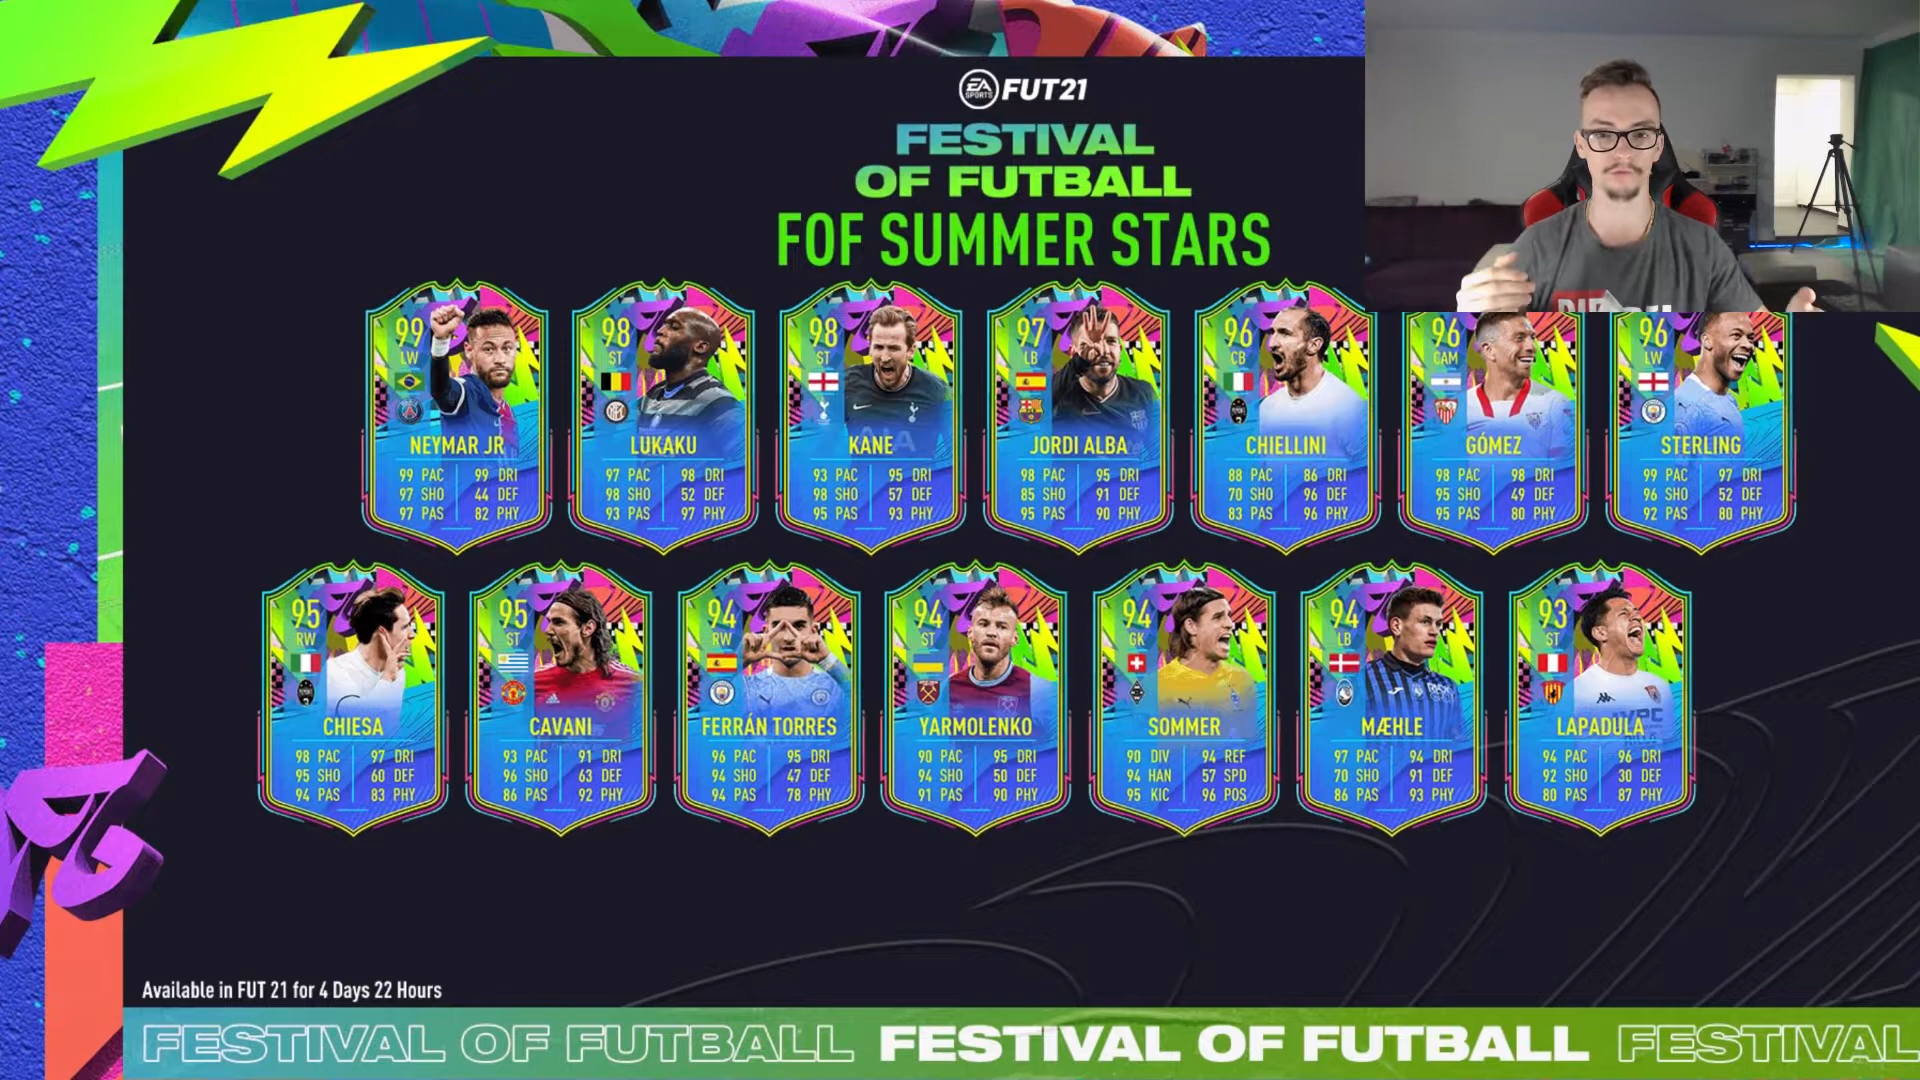 EA SPORTS FUT21
FESTIVAL
OF FUTBALL
FOF SUMMER STARS
99 LW NEYMAR JR
99 PAC 99 DRI
97 SHO 44 DEF
97 PAS 82 PHY
98 ST LUKAKU
97 PAC 98 DRI
98 SHO 52 DEF
93 PAS 97 PHY
98 ST KANE
93 PAC 95 DRI
98 SHO 57 DEF
95 PAS 93 PHY
97 LB JORDI ALBA
98 PAC 95 DRI
85 SHO 91 DEF
95 PAS 90 PHY
96 CB CHIELLINI
88 PAC 86 DRI
70 SHO 96 DEF
83 PAS 96 PHY
96 CAM GÓMEZ
98 PAC 98 DRI
95 SHO 49 DEF
95 PAS 80 PHY
96 LW STERLING
99 PAC 97 DRI
96 SHO 52 DEF
92 PAS 80 PHY
95 RW CHIESA
98 PAC 97 DRI
95 SHO 60 DEF
94 PAS 83 PHY
95 ST CAVANI
93 PAC 91 DRI
96 SHO 63 DEF
86 PAS 92 PHY
94 RW FERRÁN TORRES
96 PAC 95 DRI
94 SHO 47 DEF
94 PAS 78 PHY
94 ST YARMOLENKO
90 PAC 95 DRI
94 SHO 50 DEF
91 PAS 90 PHY
94 GK SOMMER
90 DIV 94 REF
94 HAN 57 SPD
95 KIC 96 POS
94 LB MÆHLE
97 PAC 94 DRI
70 SHO 91 DEF
86 PAS 93 PHY
93 ST LAPADULA
94 PAC 96 DRI
92 SHO 30 DEF
80 PAS 87 PHY
Available in FUT 21 for 4 Days 22 Hours
FESTIVAL OF FUTBALL FESTIVAL OF FUTBALL FESTIVAL